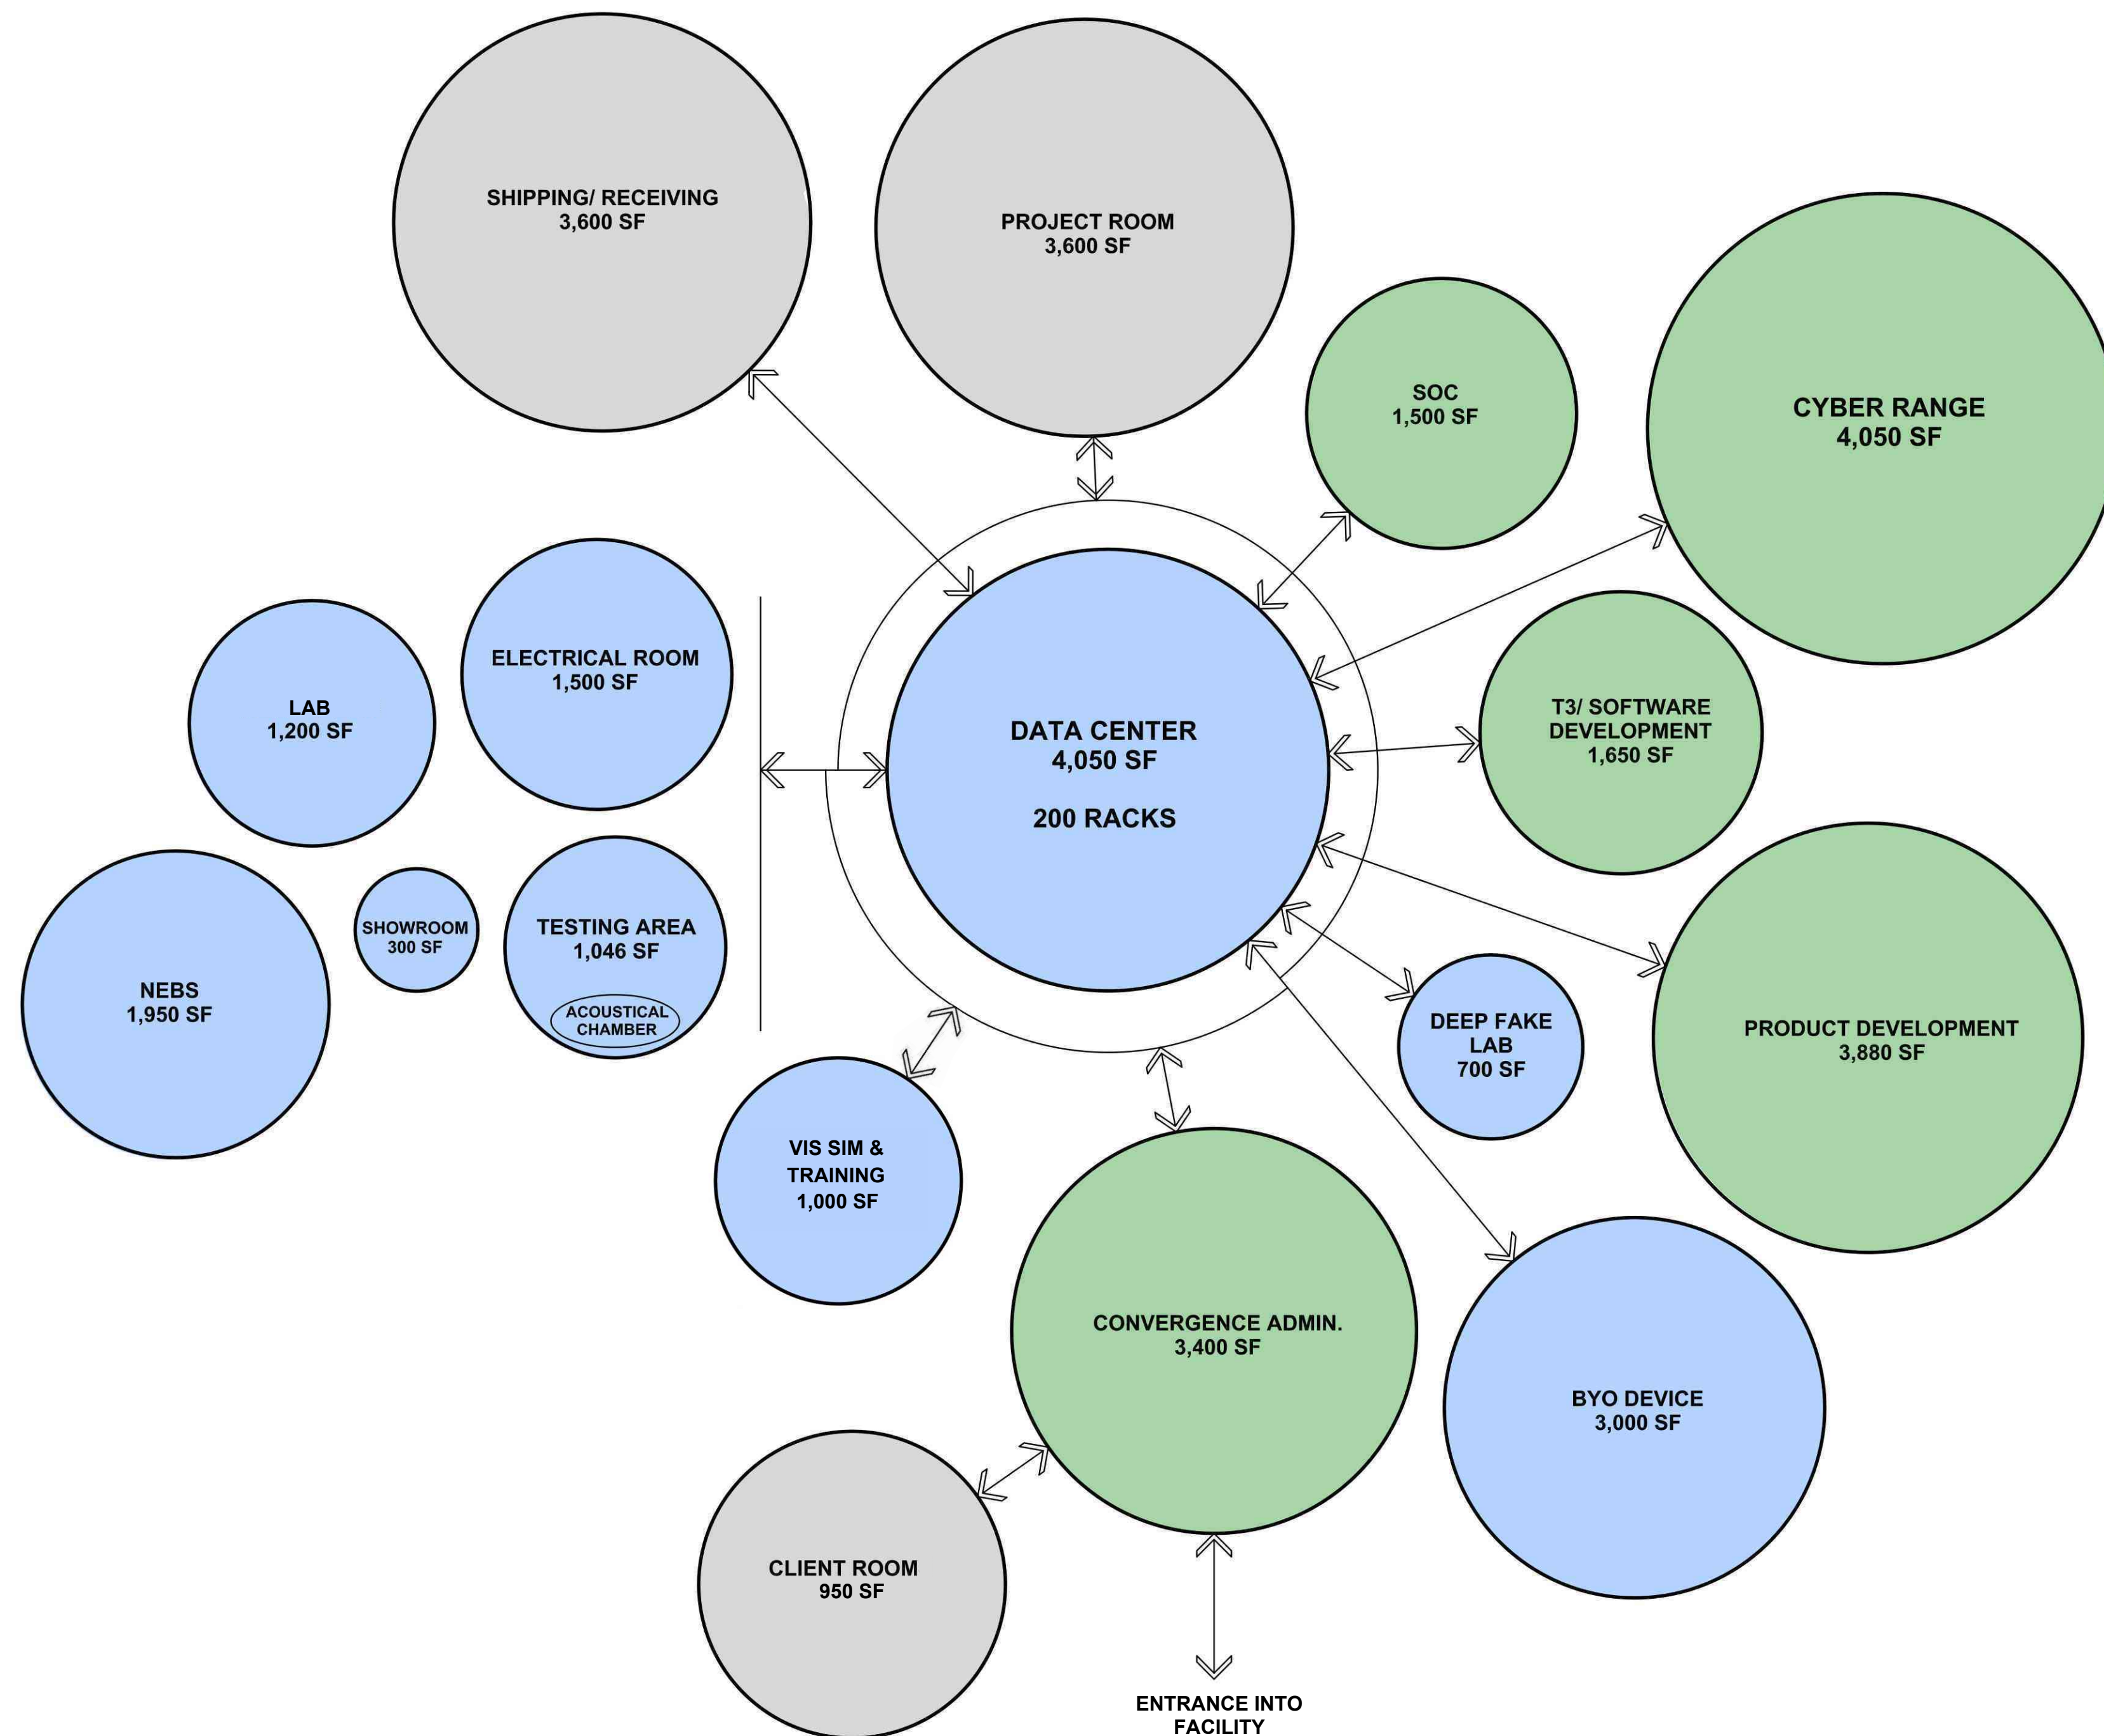 SHIPPING/ RECEIVING
3,600 SF
PROJECT ROOM
3,600 SF
SOC
1,500 SF
CYBER RANGE
4,050 SF
ELECTRICAL ROOM
1,500 SF
LAB
1,200 SF
DATA CENTER
4,050 SF
200 RACKS
T3/ SOFTWARE
DEVELOPMENT
1,650 SF
NEBS
1,950 SF
SHOWROOM
300 SF
TESTING AREA
1,046 SF
ACOUSTICAL
CHAMBER
DEEP FAKE
LAB
700 SF
PRODUCT DEVELOPMENT
3,880 SF
VIS SIM &
TRAINING
1,000 SF
CONVERGENCE ADMIN.
3,400 SF
BYO DEVICE
3,000 SF
CLIENT ROOM
950 SF
ENTRANCE INTO
FACILITY